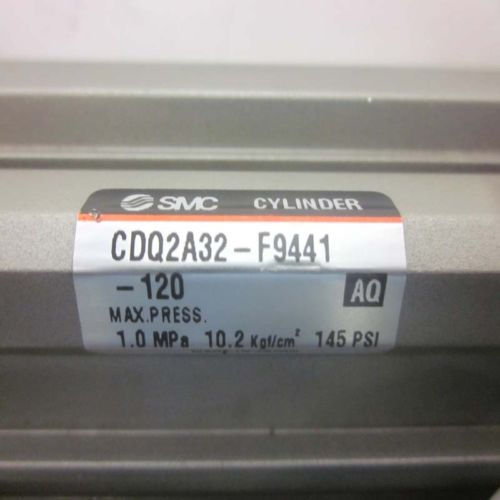 SMC CYLINDER
CDQ2A32-F9441
-120
AQ
MAX.PRESS.
1.0 MPa 10.2 Kgf/cm² 145 PSI